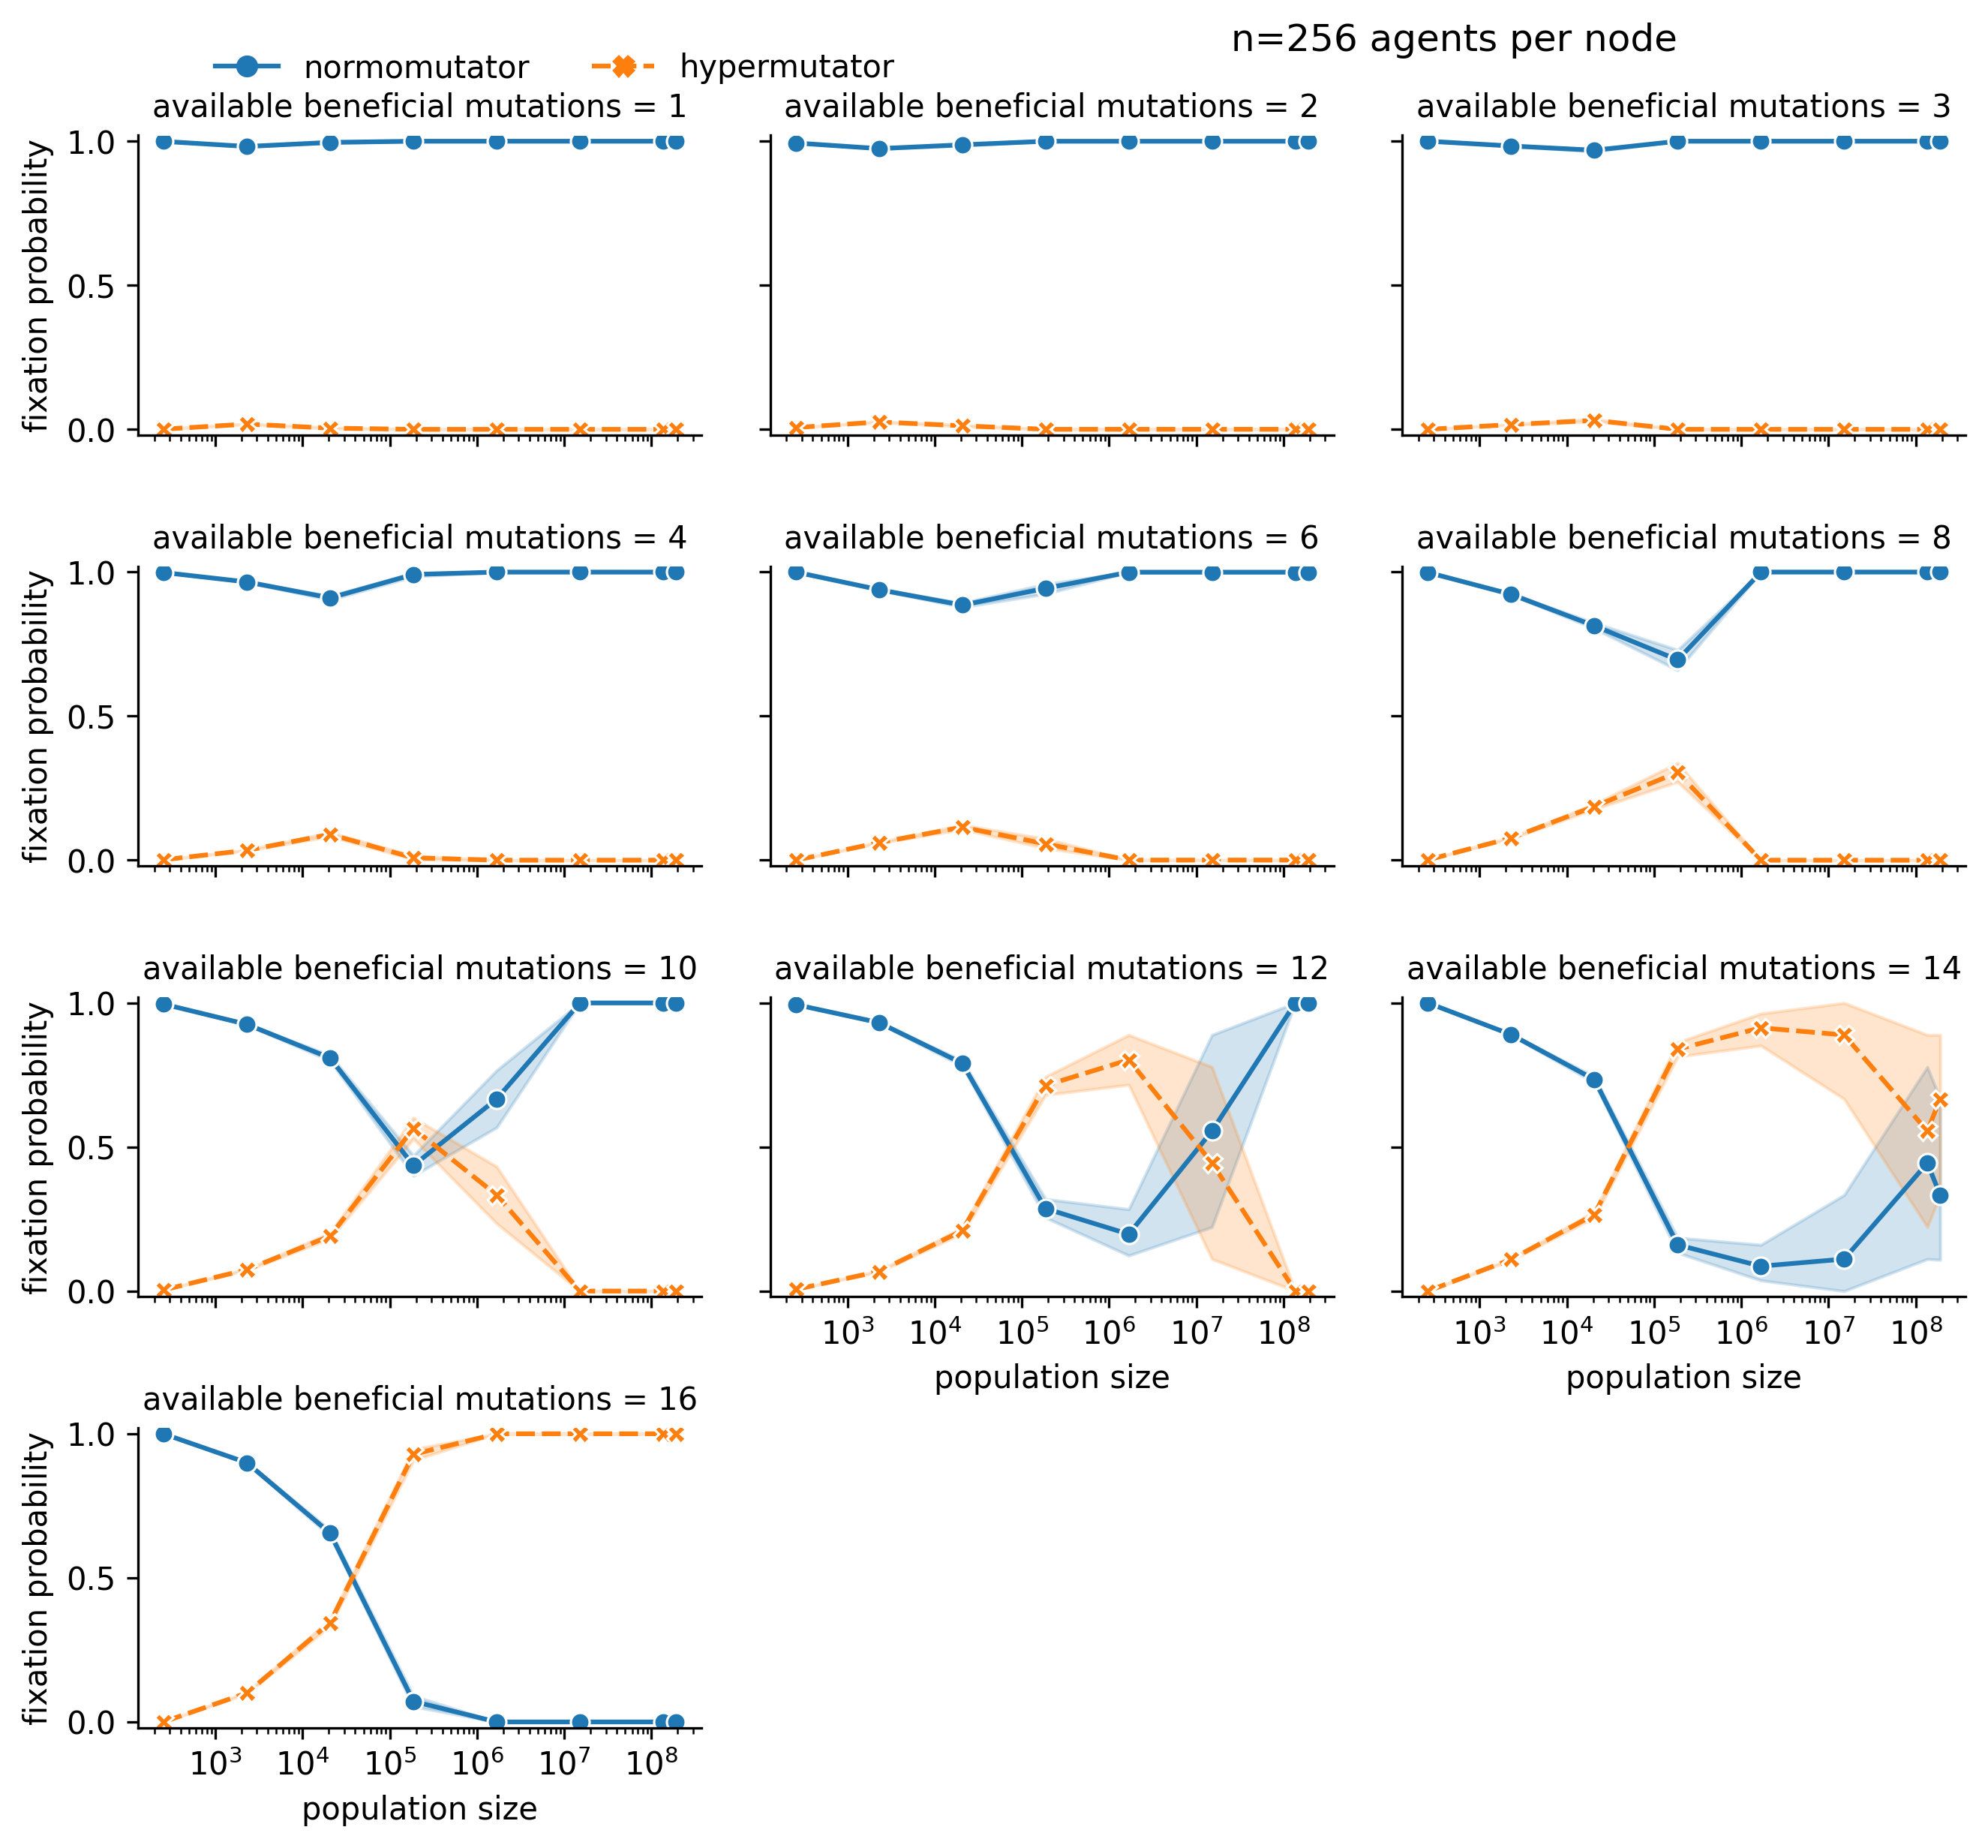 n=256 agents per node
normomutator hypermutator
available beneficial mutations = 1
available beneficial mutations = 2
available beneficial mutations = 3
fixation probability
1.0
0.5
0.0
available beneficial mutations = 4
available beneficial mutations = 6
available beneficial mutations = 8
fixation probability
1.0
0.5
0.0
available beneficial mutations = 10
available beneficial mutations = 12
available beneficial mutations = 14
fixation probability
1.0
0.5
0.0
10³ 10⁴ 10⁵ 10⁶ 10⁷ 10⁸
population size
10³ 10⁴ 10⁵ 10⁶ 10⁷ 10⁸
population size
available beneficial mutations = 16
fixation probability
1.0
0.5
0.0
10³ 10⁴ 10⁵ 10⁶ 10⁷ 10⁸
population size